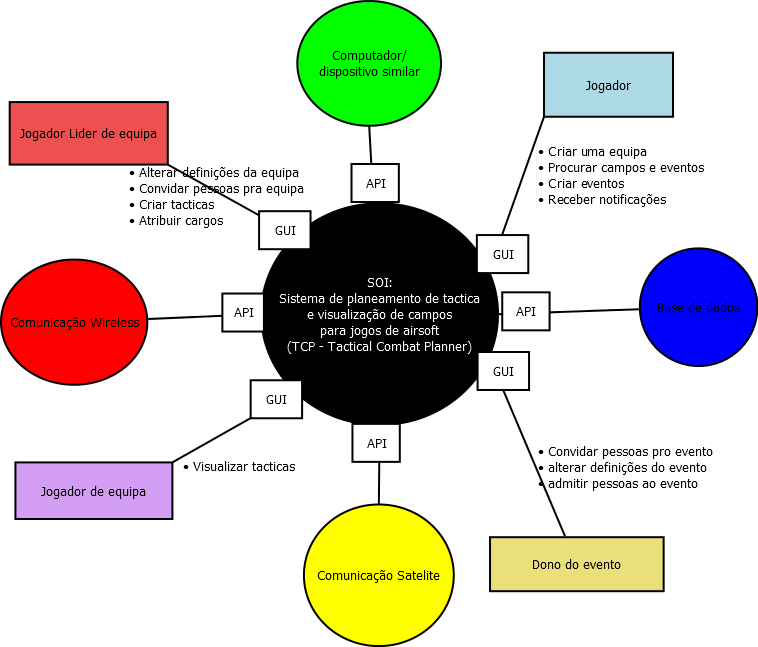 Computador/
dispositivo similar
Jogador
Jogador Lider de equipa
• Criar uma equipa
• Procurar campos e eventos
• Criar eventos
• Receber notificações
• Alterar definições da equipa
• Convidar pessoas pra equipa
• Criar tacticas
• Atribuir cargos
API
GUI
GUI
SOI:
Sistema de planeamento de tactica
e visualização de campos
para jogos de airsoft
(TCP - Tactical Combat Planner)
Comunicação Wireless
API
API
Base de dados
GUI
GUI
API
• Convidar pessoas pro evento
• alterar definições do evento
• admitir pessoas ao evento
• Visualizar tacticas
Jogador de equipa
Comunicação Satelite
Dono do evento